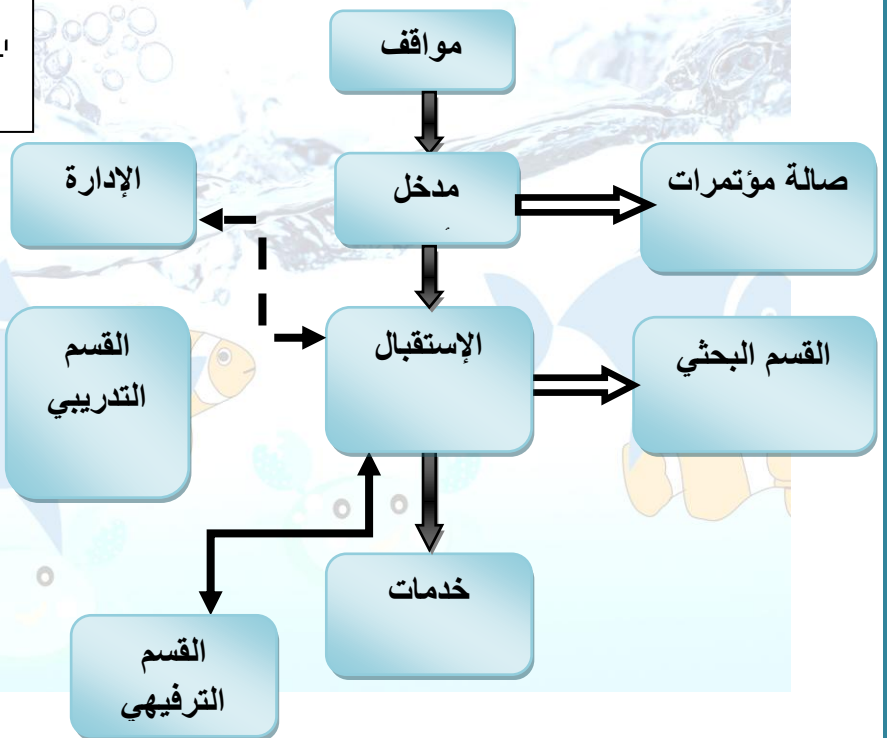 مواقف
مدخل
صالة مؤتمرات
الإدارة
الإستقبال
القسم البحثي
القسم
التدريبي
خدمات
القسم
الترفيهي